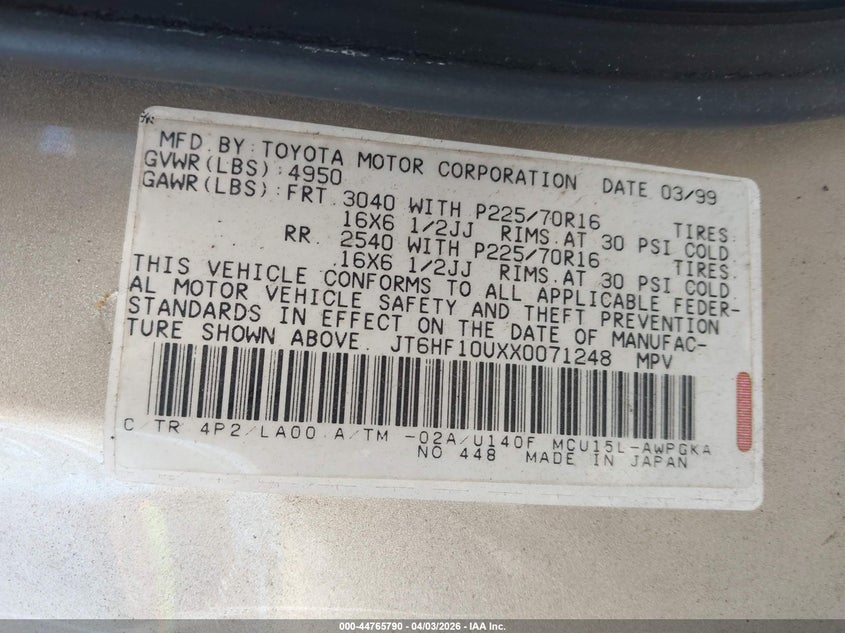 MFD. BY: TOYOTA MOTOR CORPORATION DATE 03/99
GVWR(LBS):4950
GAWR(LBS):FRT. 3040 WITH P225/70R16 TIRES.
16X6 1/2JJ RIMS.AT 30 PSI COLD.
RR. 2540 WITH P225/70R16 TIRES.
16X6 1/2JJ RIMS.AT 30 PSI COLD.
THIS VEHICLE CONFORMS TO ALL APPLICABLE FEDER-
AL MOTOR VEHICLE SAFETY AND THEFT PREVENTION
STANDARDS IN EFFECT ON THE DATE OF MANUFAC-
TURE SHOWN ABOVE. JT6HF10UXX0071248 MPV
C/TR 4P2/LA00 A/TM -02A/U140F MCU15L-AWPGKA
NO 448 MADE IN JAPAN
000-44765790 - 04/03/2026 - IAA Inc.